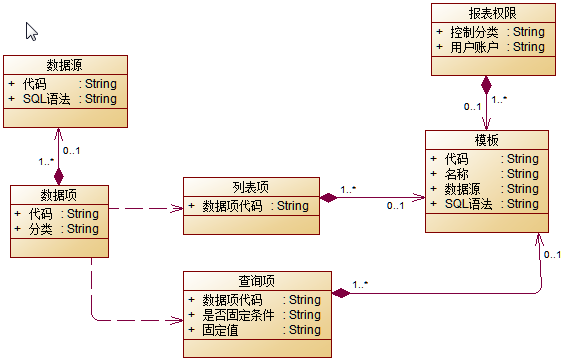 报表权限
+ 控制分类 : String
+ 用户账户 : String
数据源
+ 代码 : String
+ SQL语法 : String
0..1
1..*
模板
+ 代码 : String
+ 名称 : String
+ 数据源 : String
+ SQL语法 : String
0..1
1..*
数据项
+ 代码 : String
+ 分类 : String
列表项
+ 数据项代码 : String
1..*
0..1
查询项
+ 数据项代码 : String
+ 是否固定条件 : String
+ 固定值 : String
1..*
0..1